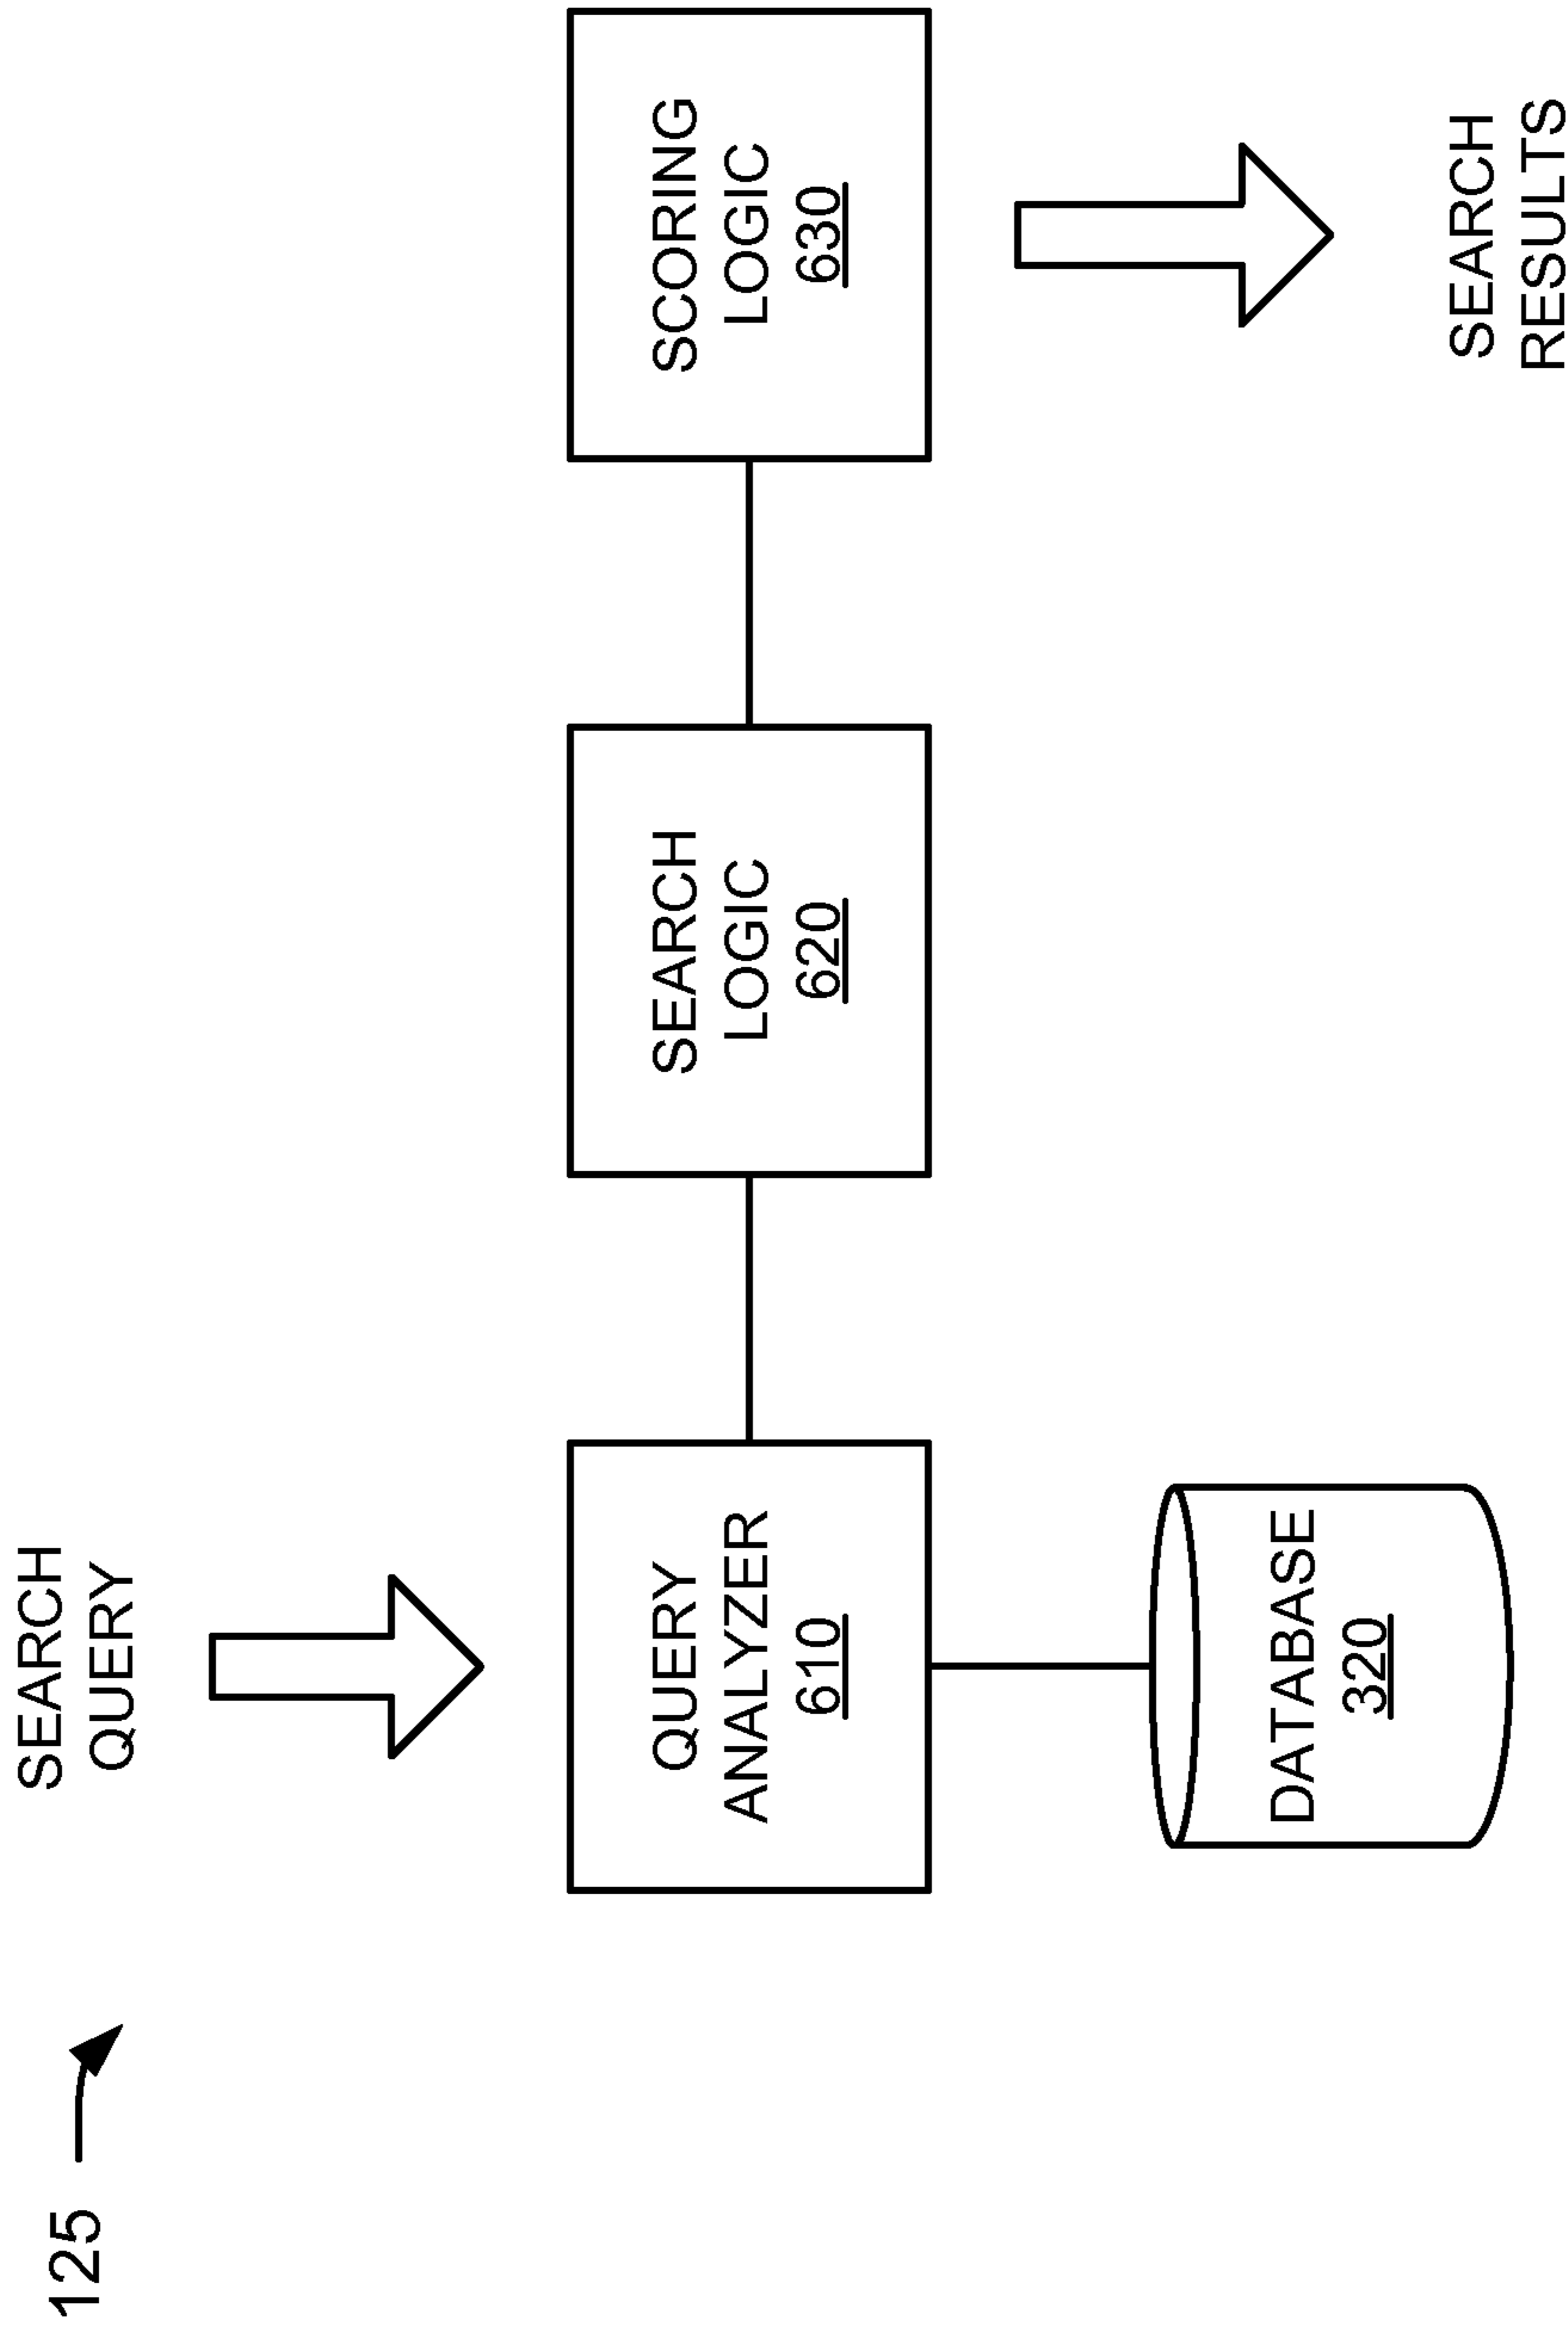 125
SEARCH
QUERY
QUERY
ANALYZER
610
SEARCH
LOGIC
620
SCORING
LOGIC
630
DATABASE
320
SEARCH
RESULTS